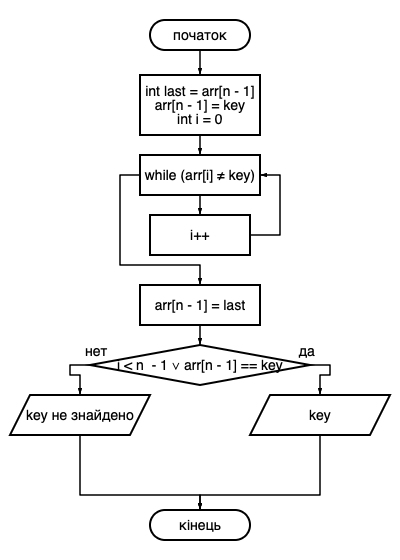 початок
int last = arr[n - 1]
arr[n - 1] = key
int i = 0
while (arr[i] ≠ key)
i++
arr[n - 1] = last
нет
да
i < n - 1 ∨ arr[n - 1] == key
key не знайдено
key
кінець